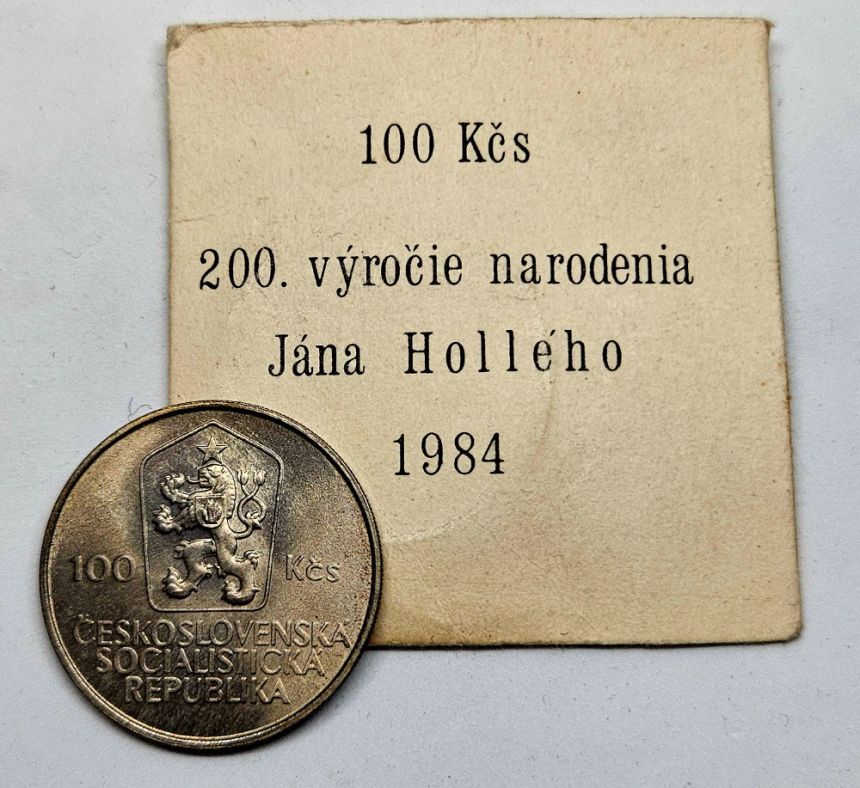 100 Kčs
200. výročie narodenia
Jána Hollého
1984
100 Kčs
ČESKOSLOVENSKÁ
SOCIALISTICKÁ
REPUBLIKA